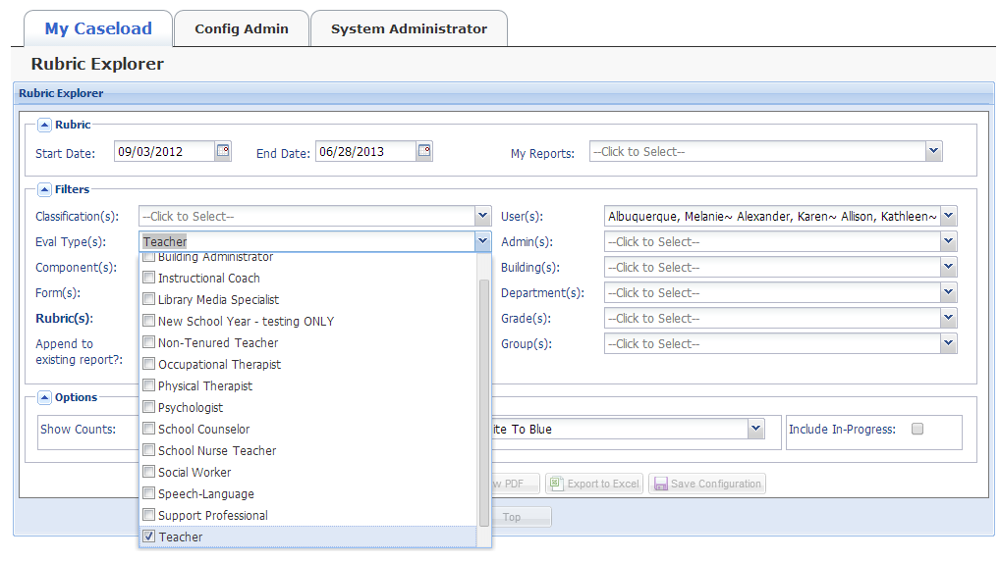 My Caseload
Config Admin
System Administrator
Rubric Explorer
Rubric Explorer
Rubric
Start Date: 09/03/2012 End Date: 06/28/2013 My Reports: --Click to Select--
Filters
Classification(s): --Click to Select-- User(s): Albuquerque, Melanie~ Alexander, Karen~ Allison, Kathleen~
Eval Type(s): Teacher Admin(s): --Click to Select--
Component(s): Building(s): --Click to Select--
Form(s): Department(s): --Click to Select--
Rubric(s): Grade(s): --Click to Select--
Append to
existing report?: Group(s): --Click to Select--
Building Administrator
Instructional Coach
Library Media Specialist
New School Year - testing ONLY
Non-Tenured Teacher
Occupational Therapist
Physical Therapist
Psychologist
School Counselor
School Nurse Teacher
Social Worker
Speech-Language
Support Professional
Teacher
Options
Show Counts: ite To Blue Include In-Progress:
w PDF Export to Excel Save Configuration
Top